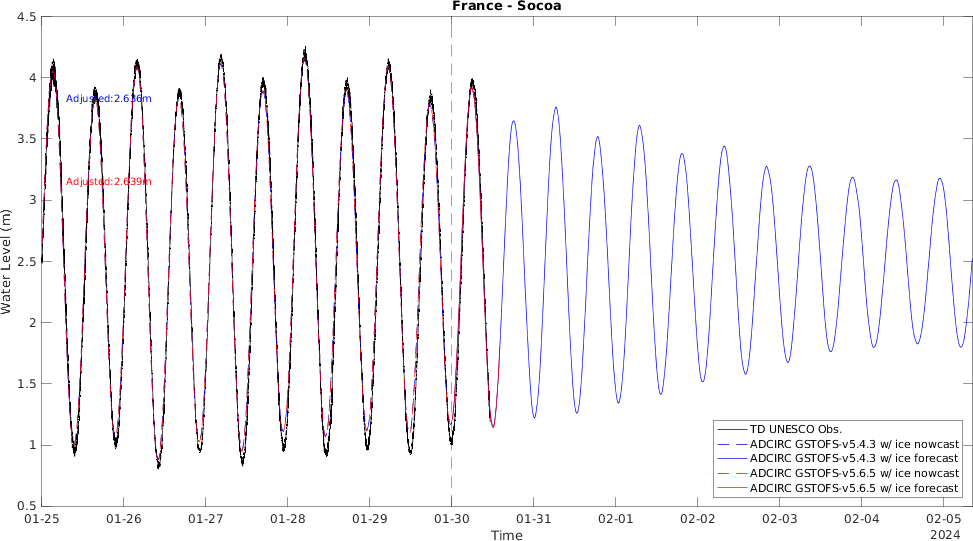 France - Socoa
4.5
4
3.5
3
2.5
2
1.5
1
0.5
Water Level (m)
Adjusted:2.636m
Adjusted:2.639m
TD UNESCO Obs.
ADCIRC GSTOFS-v5.4.3 w/ ice nowcast
ADCIRC GSTOFS-v5.4.3 w/ ice forecast
ADCIRC GSTOFS-v5.6.5 w/ ice nowcast
ADCIRC GSTOFS-v5.6.5 w/ ice forecast
01-25 01-26 01-27 01-28 01-29 01-30 01-31 02-01 02-02 02-03 02-04 02-05
Time
2024